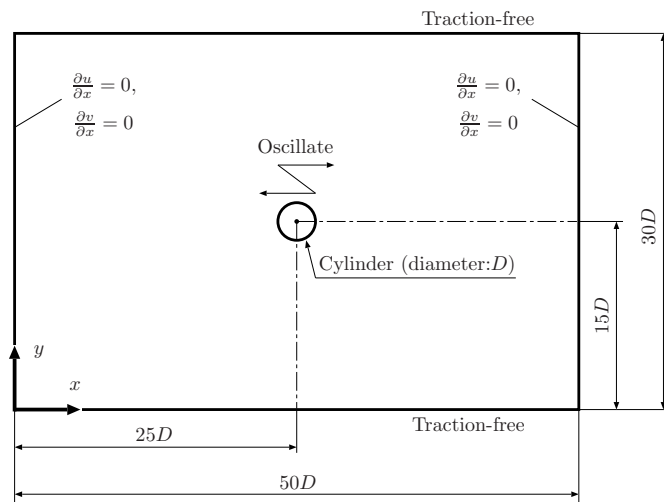 Traction-free
∂u/∂x = 0,
∂v/∂x = 0
∂u/∂x = 0,
∂v/∂x = 0
Oscillate
Cylinder (diameter:D)
30D
15D
y
x
Traction-free
25D
50D